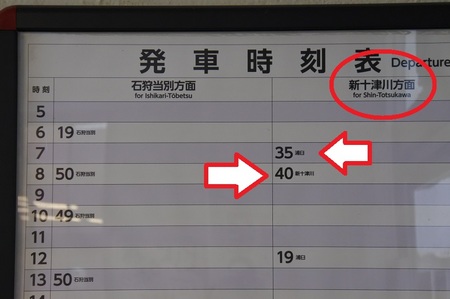 発車時刻表 Departure
時刻 石狩当別方面 新十津川方面
for Ishikari-Tōbetsu for Shin-Totsukawa
5
6 19 石狩当別
7 35 浦臼
8 50 石狩当別 40 新十津川
9
10 49 石狩当別
11
12 19 浦臼
13 50 石狩当別